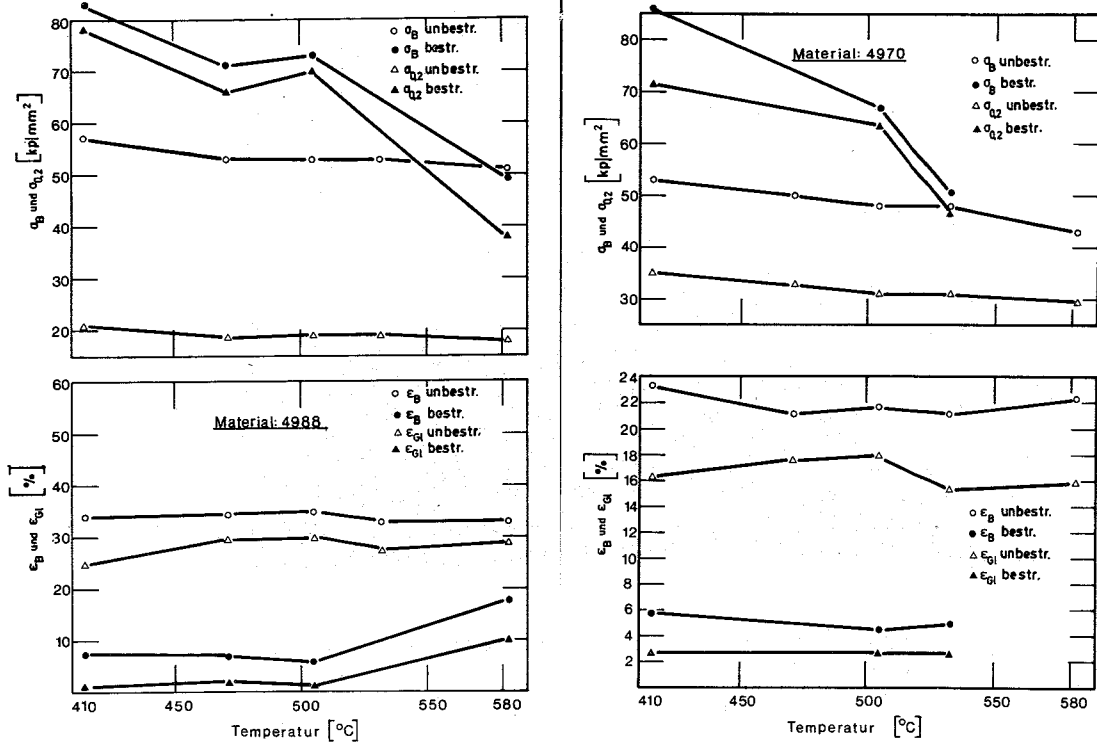 80
70
60
50
40
30
20
σB und σ0,2 [kp|mm²]
σB unbestr.
σB bestr.
σ0,2 unbestr.
σ0,2 bestr.
60
50
40
30
20
10
εB und εGl [%]
Material: 4988
εB unbestr.
εB bestr.
εGl unbestr.
εGl bestr.
410 450 500 550 580
Temperatur [°C]
80
70
60
50
40
30
σB und σ0,2 [kp|mm²]
Material: 4970
σB unbestr.
σB bestr.
σ0,2 unbestr.
σ0,2 bestr.
410 450 500 550 580
24
22
20
18
16
14
12
10
8
6
4
2
εB und εGl [%]
εB unbestr.
εB bestr.
εGl unbestr.
εGl bestr.
410 450 500 550 580
Temperatur [°C]